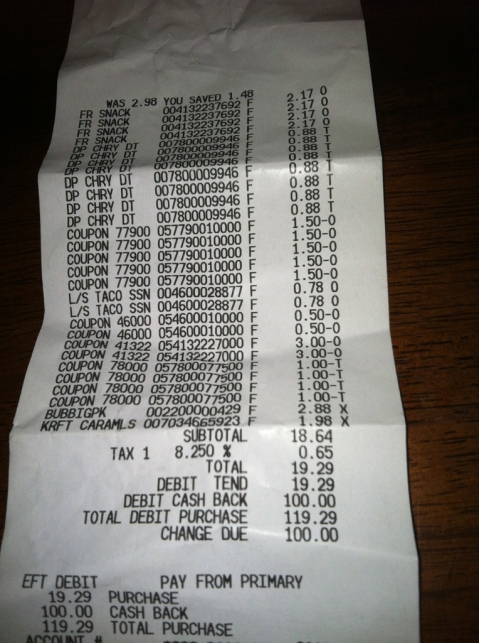 WAS 2.98 YOU SAVED 1.48
FR SNACK 004132237692 F 2.17 O
FR SNACK 004132237692 F 2.17 O
FR SNACK 004132237692 F 2.17 O
FR SNACK 004132237692 F 2.17 O
DP CHRY DT 007800009946 F 0.88 T
DP CHRY DT 007800009946 F 0.88 T
DP CHRY DT 007800009946 F 0.88 T
DP CHRY DT 007800009946 F 0.88 T
DP CHRY DT 007800009946 F 0.88 T
DP CHRY DT 007800009946 F 0.88 T
DP CHRY DT 007800009946 F 0.88 T
DP CHRY DT 007800009946 F 0.88 T
COUPON 77900 057790010000 F 1.50-O
COUPON 77900 057790010000 F 1.50-O
COUPON 77900 057790010000 F 1.50-O
COUPON 77900 057790010000 F 1.50-O
L/S TACO SSN 004600028877 F 0.78 O
L/S TACO SSN 004600028877 F 0.78 O
COUPON 46000 054600010000 F 0.50-O
COUPON 46000 054600010000 F 0.50-O
COUPON 41322 054132227000 F 3.00-O
COUPON 41322 054132227000 F 3.00-O
COUPON 78000 057800077500 F 1.00-T
COUPON 78000 057800077500 F 1.00-T
COUPON 78000 057800077500 F 1.00-T
COUPON 78000 057800077500 F 1.00-T
BUBBIGPK 002200000429 F 2.88 X
KRFT CARAMLS 007034665923 F 1.98 X
SUBTOTAL 18.64
TAX 1 8.250 % 0.65
TOTAL 19.29
DEBIT TEND 19.29
DEBIT CASH BACK 100.00
TOTAL DEBIT PURCHASE 119.29
CHANGE DUE 100.00
EFT DEBIT PAY FROM PRIMARY
19.29 PURCHASE
100.00 CASH BACK
119.29 TOTAL PURCHASE
ACCOUNT #